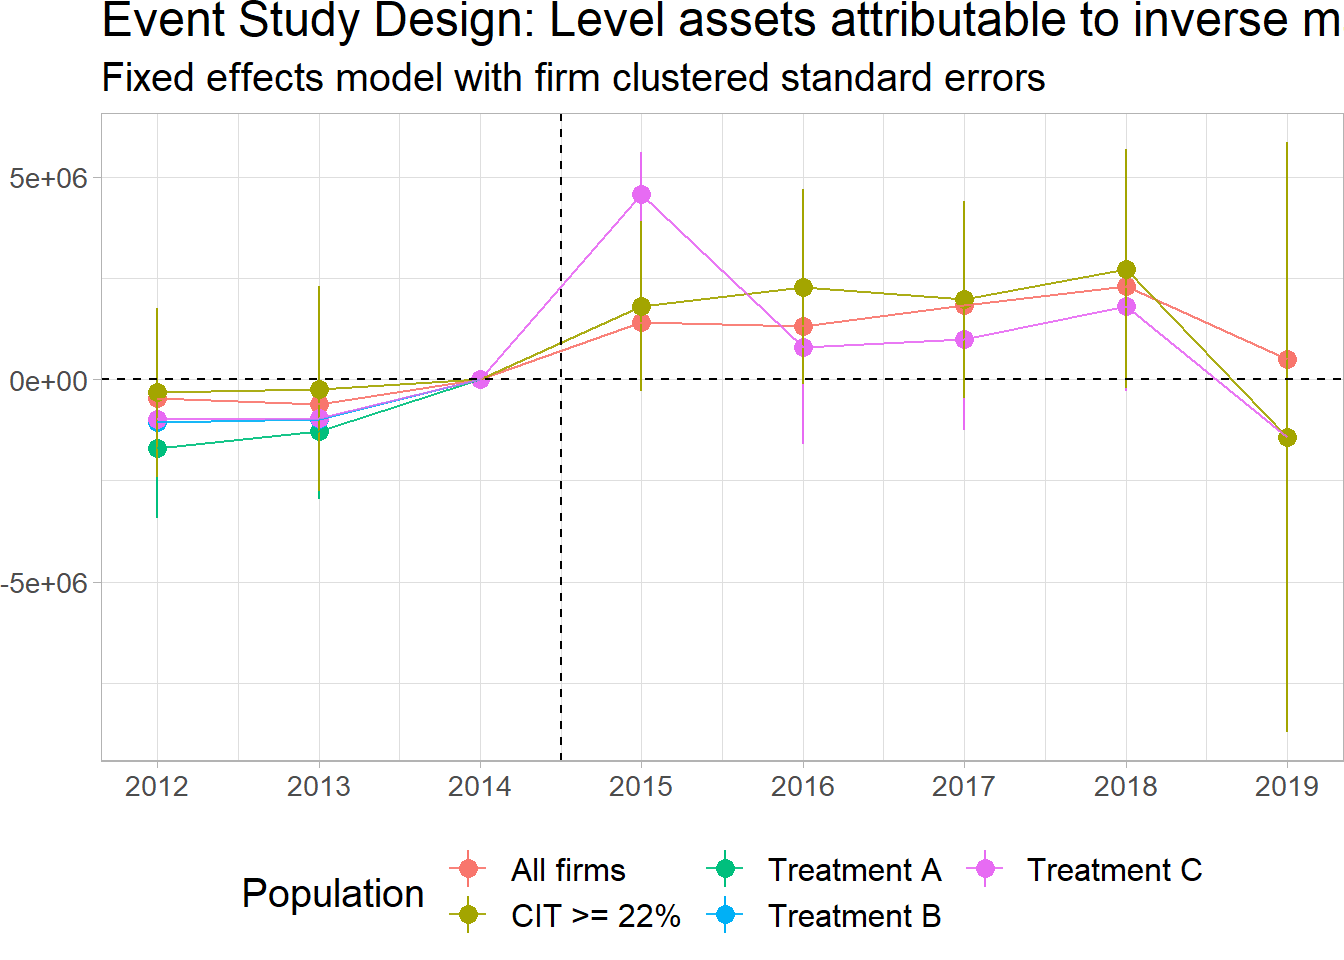 Event Study Design: Level assets attributable to inverse m
Fixed effects model with firm clustered standard errors
5e+06
0e+00
-5e+06
2012 2013 2014 2015 2016 2017 2018 2019
Population
All firms
CIT >= 22%
Treatment A
Treatment B
Treatment C